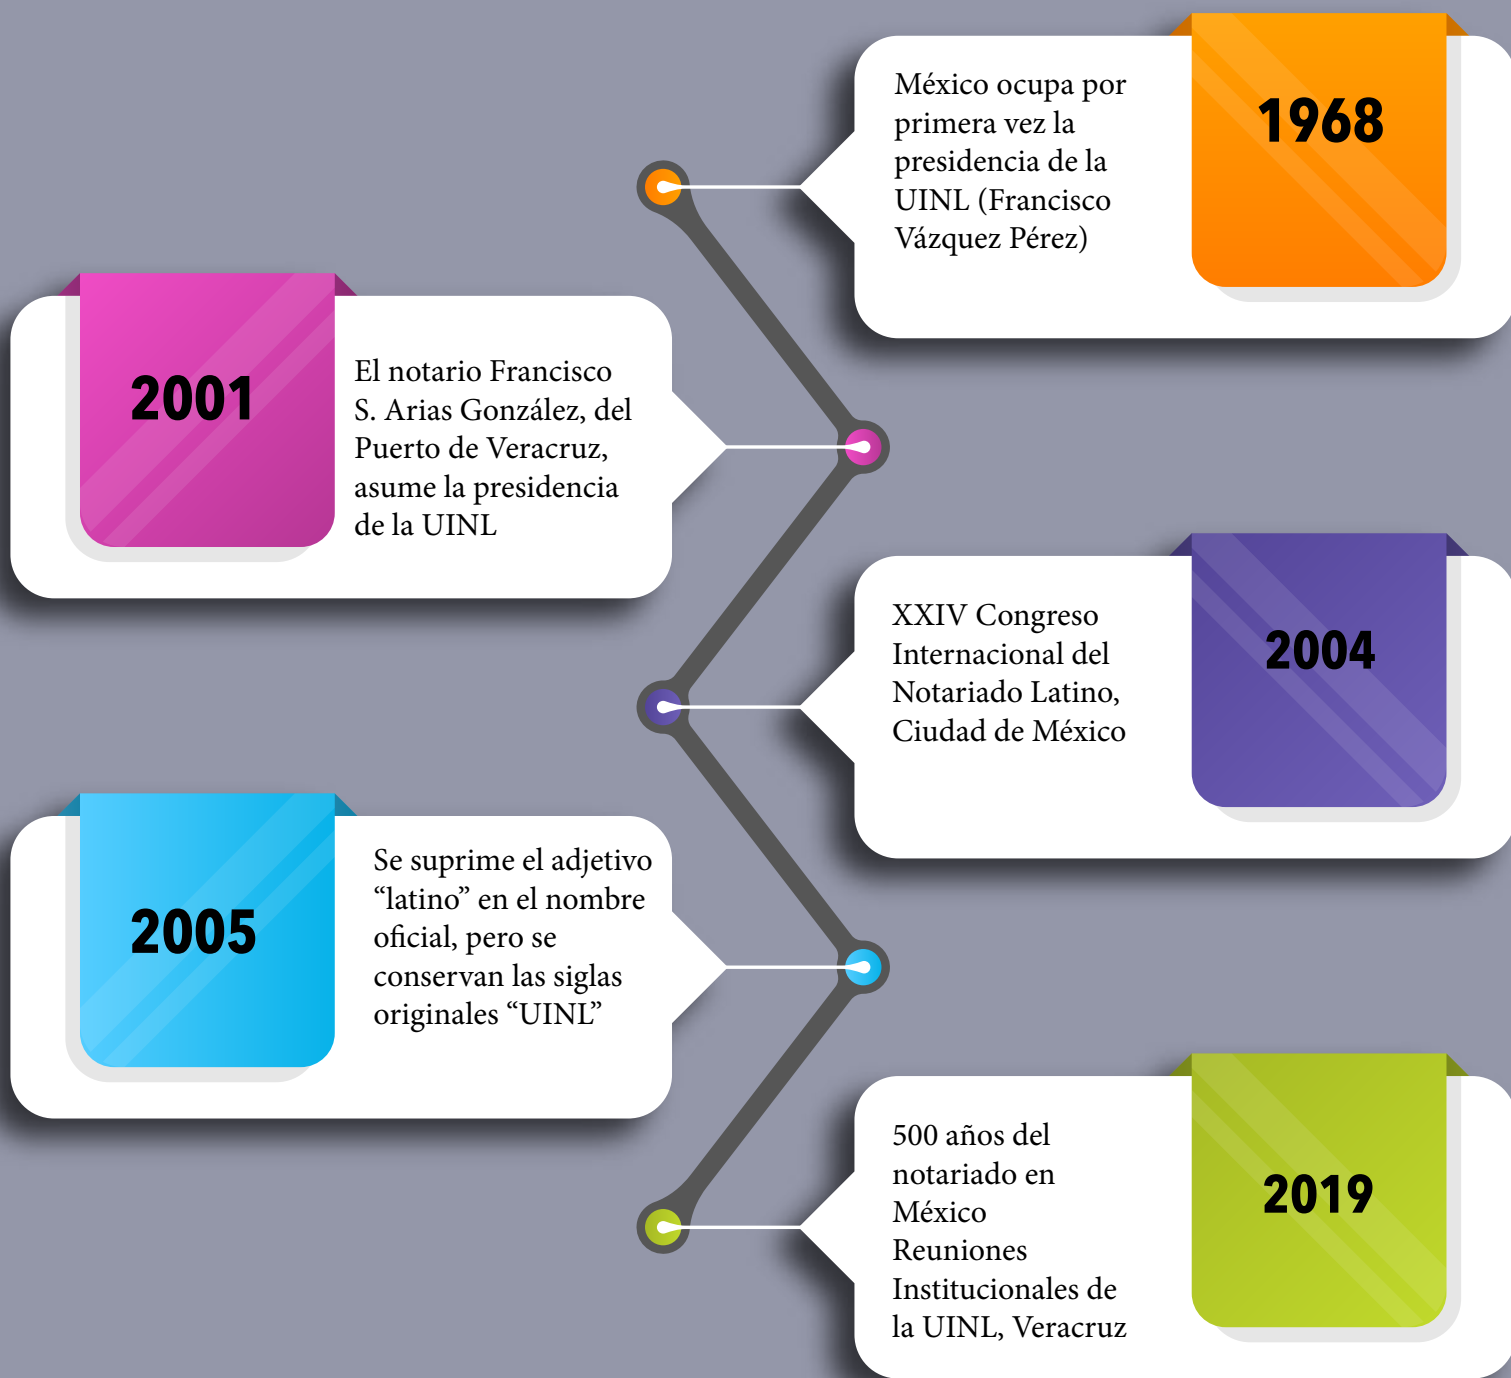 1968
México ocupa por
primera vez la
presidencia de la
UINL (Francisco
Vázquez Pérez)
2001
El notario Francisco
S. Arias González, del
Puerto de Veracruz,
asume la presidencia
de la UINL
2004
XXIV Congreso
Internacional del
Notariado Latino,
Ciudad de México
2005
Se suprime el adjetivo
“latino” en el nombre
oficial, pero se
conservan las siglas
originales “UINL”
2019
500 años del
notariado en
México
Reuniones
Institucionales de
la UINL, Veracruz